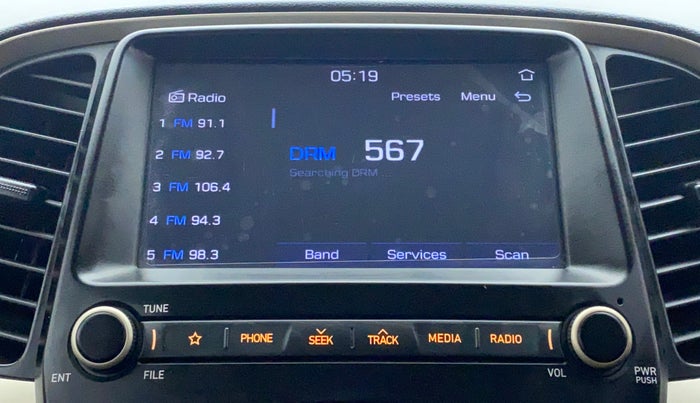 05:19
Radio
Presets Menu
1 FM 91.1
2 FM 92.7
3 FM 106.4
4 FM 94.3
5 FM 98.3
DRM 567
Searching DRM ...
Band Services Scan
TUNE
PHONE SEEK TRACK MEDIA RADIO
ENT FILE VOL PWR
PUSH